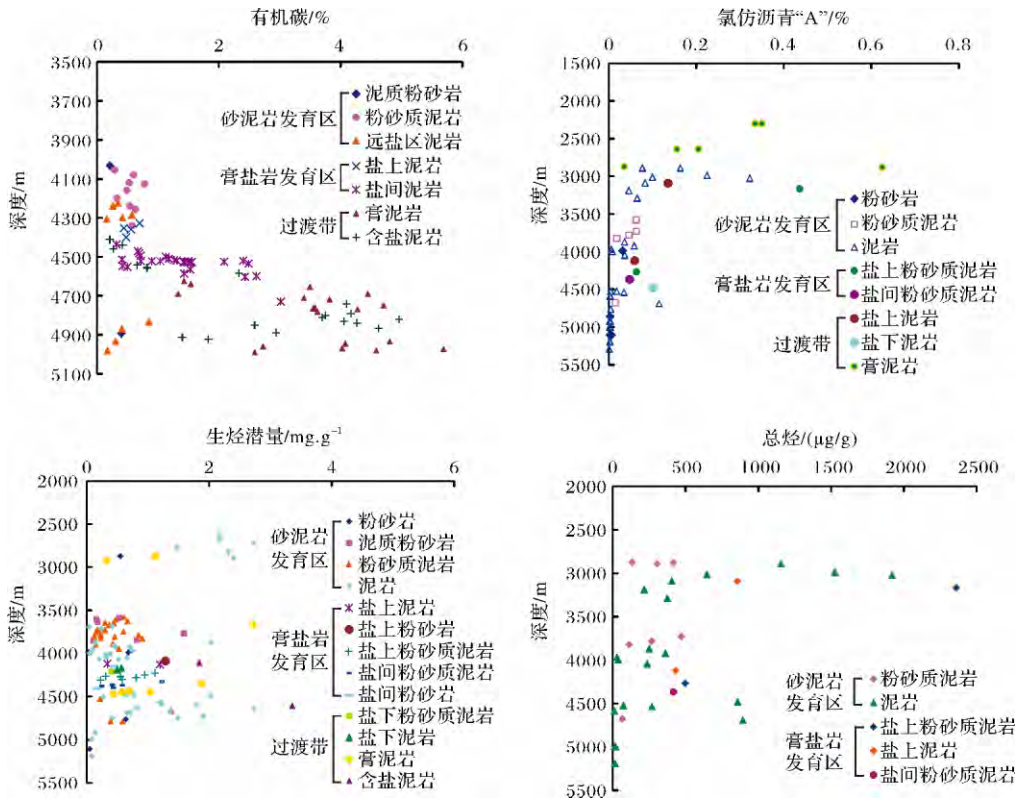 有机碳/%
0 2 4 6
3500
3700
3900
4100
4300
4500
4700
4900
5100
深度/m
砂泥岩发育区
泥质粉砂岩
粉砂质泥岩
远盐区泥岩
膏盐岩发育区
盐上泥岩
盐间泥岩
过渡带
膏泥岩
含盐泥岩
氯仿沥青“A”/%
0 0.2 0.4 0.6 0.8
1500
2000
2500
3000
3500
4000
4500
5000
5500
深度/m
砂泥岩发育区
粉砂岩
粉砂质泥岩
泥岩
膏盐岩发育区
盐上粉砂质泥岩
盐问粉砂质泥岩
过渡带
盐上泥岩
盐下泥岩
膏泥岩
生烃潜量/mg.g⁻¹
0 2 4 6
2000
3000
3500
4000
4500
5000
5500
深度/m
砂泥岩
发育区
粉砂岩
泥质粉砂岩
粉砂质泥岩
泥岩
膏盐岩
发育区
盐上泥岩
盐上粉砂岩
盐上粉砂质泥岩
盐问粉砂质泥岩
盐问粉砂岩
过渡带
盐下粉砂质泥岩
盐下泥岩
膏泥岩
含盐泥岩
总烃/(μg/g)
0 500 1000 1500 2000 2500
2000
2500
3000
3500
4000
4500
5000
5500
深度/m
砂泥岩
发育区
粉砂质泥岩
泥岩
膏盐岩
发育区
盐上粉砂质泥岩
盐上泥岩
盐问粉砂质泥岩